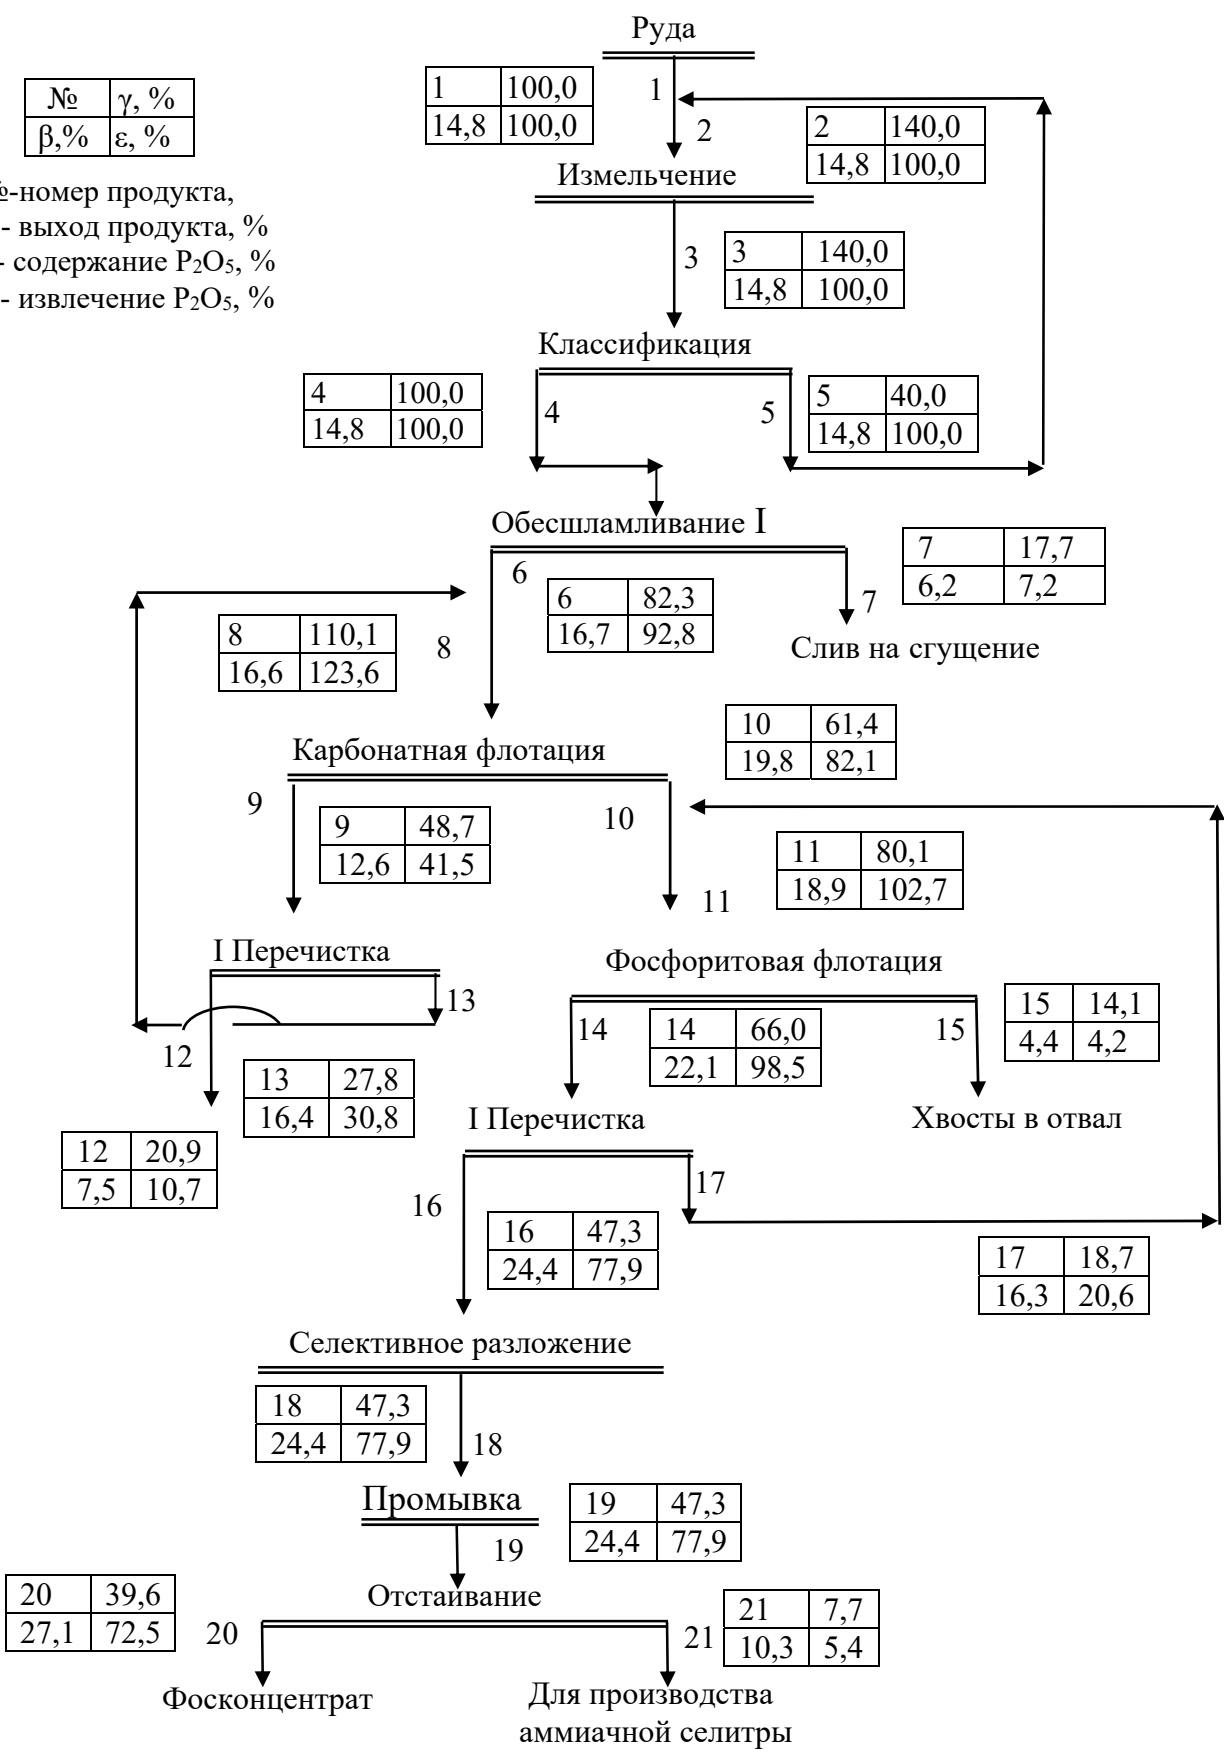 Руда
№ γ, %
β,% ε, %
1 100,0
14,8 100,0
1
2
2 140,0
14,8 100,0
Измельчение
№-номер продукта,
- выход продукта, %
- содержание P₂O₅, %
- извлечение P₂O₅, %
3
3 140,0
14,8 100,0
Классификация
4 100,0
14,8 100,0
4
5
5 40,0
14,8 100,0
Обесшламливание I
6
6 82,3
16,7 92,8
7
7 17,7
6,2 7,2
Слив на сгущение
8 110,1
16,6 123,6
8
10 61,4
19,8 82,1
Карбонатная флотация
9
9 48,7
12,6 41,5
10
11 80,1
18,9 102,7
11
I Перечистка
Фосфоритовая флотация
13
12
13 27,8
16,4 30,8
14
14 66,0
22,1 98,5
15
15 14,1
4,4 4,2
12 20,9
7,5 10,7
I Перечистка
Хвосты в отвал
16
16 47,3
24,4 77,9
17
17 18,7
16,3 20,6
Селективное разложение
18 47,3
24,4 77,9
18
Промывка
19 47,3
24,4 77,9
19
Отстаивание
20 39,6
27,1 72,5
20
21
21 7,7
10,3 5,4
Фосконцентрат
Для производства
аммиачной селитры